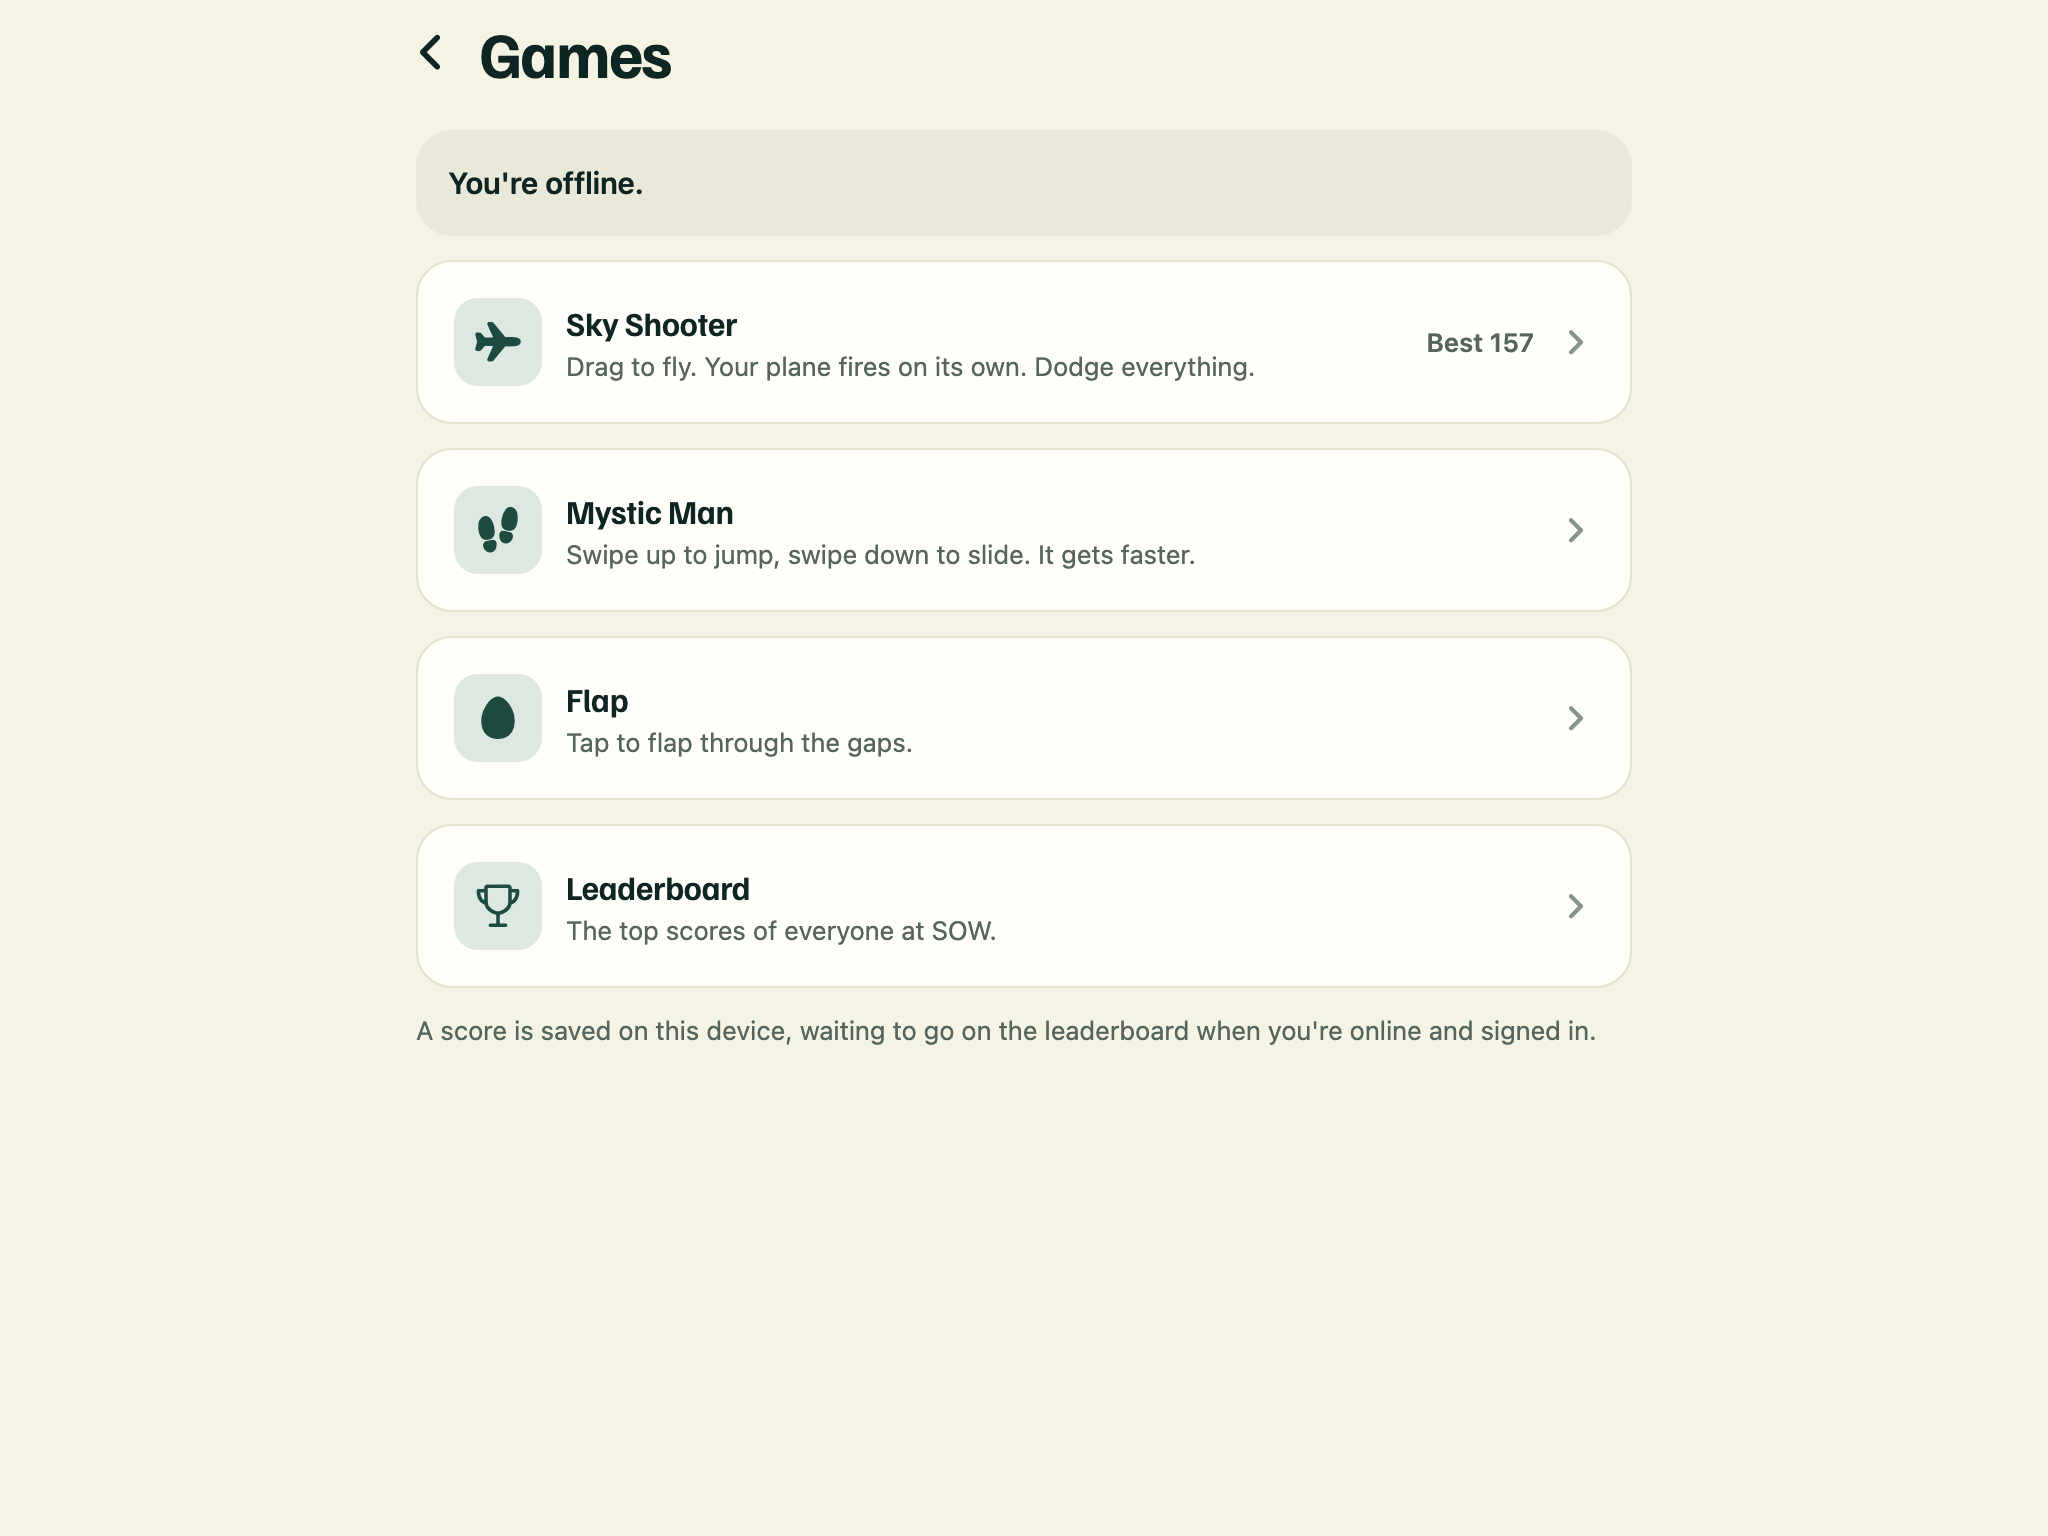 Games
You're offline.
Sky Shooter
Drag to fly. Your plane fires on its own. Dodge everything.
Best 157
Mystic Man
Swipe up to jump, swipe down to slide. It gets faster.
Flap
Tap to flap through the gaps.
Leaderboard
The top scores of everyone at SOW.
A score is saved on this device, waiting to go on the leaderboard when you're online and signed in.